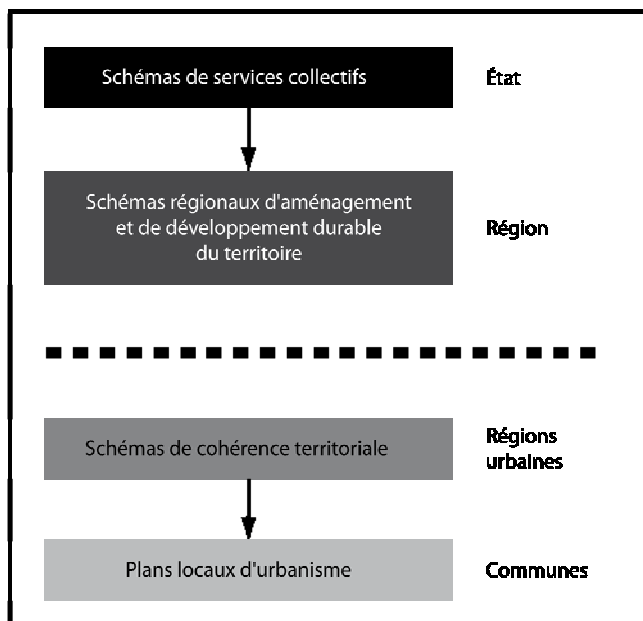 Schémas de services collectifs
État
Schémas régionaux d'aménagement
et de développement durable
du territoire
Région
Schémas de cohérence territoriale
Régions
urbaines
Plans locaux d'urbanisme
Communes